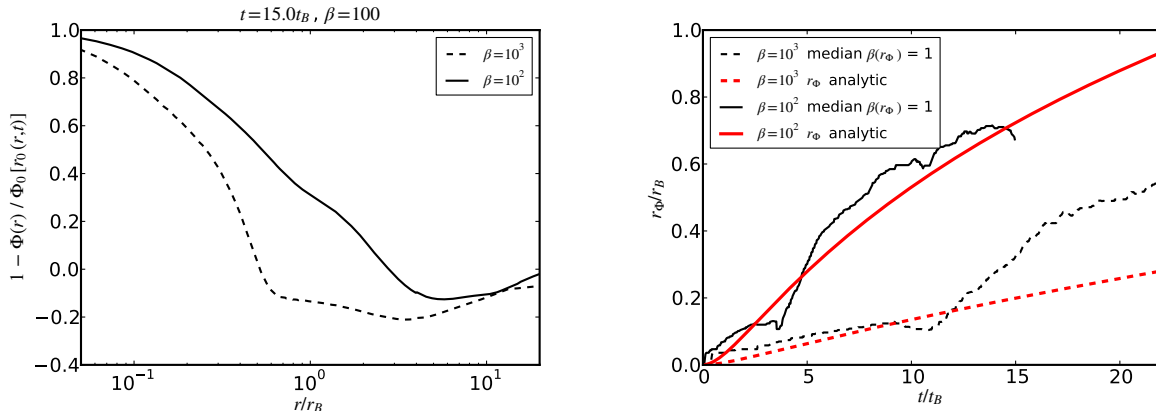 t=15.0t_B , β=100
1.0
0.8
0.6
0.4
0.2
0.0
−0.2
−0.4
1 − Φ(r) / Φ_0 [r_0 (r,t)]
β=10^3
β=10^2
10^{-1}
10^0
10^1
r/r_B
1.0
0.8
0.6
0.4
0.2
0.0
r_Φ/r_B
β=10^3 median β(r_Φ) = 1
β=10^3 r_Φ analytic
β=10^2 median β(r_Φ) = 1
β=10^2 r_Φ analytic
0
5
10
15
20
t/t_B